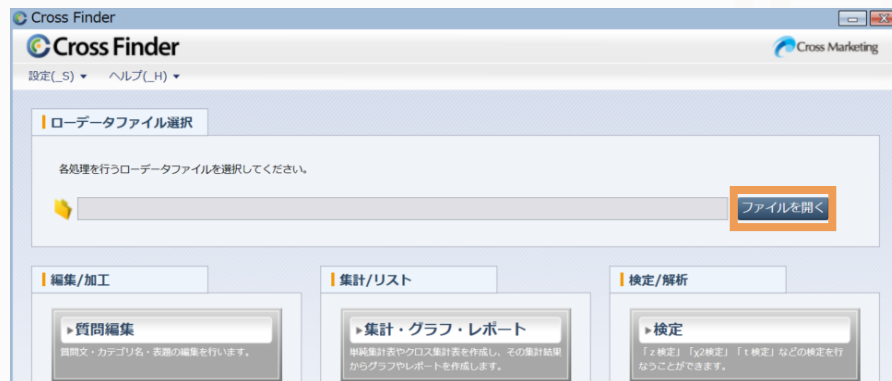 Cross Finder
Cross Finder
Cross Marketing
設定(_S) ▼ ヘルプ(_H) ▼
ローデータファイル選択
各処理を行うローデータファイルを選択してください。
ファイルを開く
編集/加工
集計/リスト
検定/解析
▶質問編集
質問文・カテゴリ名・表題の編集を行います。
▶集計・グラフ・レポート
単純集計表やクロス集計表を作成し、その集計結果
からグラフやレポートを作成します。
▶検定
「z検定」「χ2検定」「t検定」などの検定を行
なうことができます。